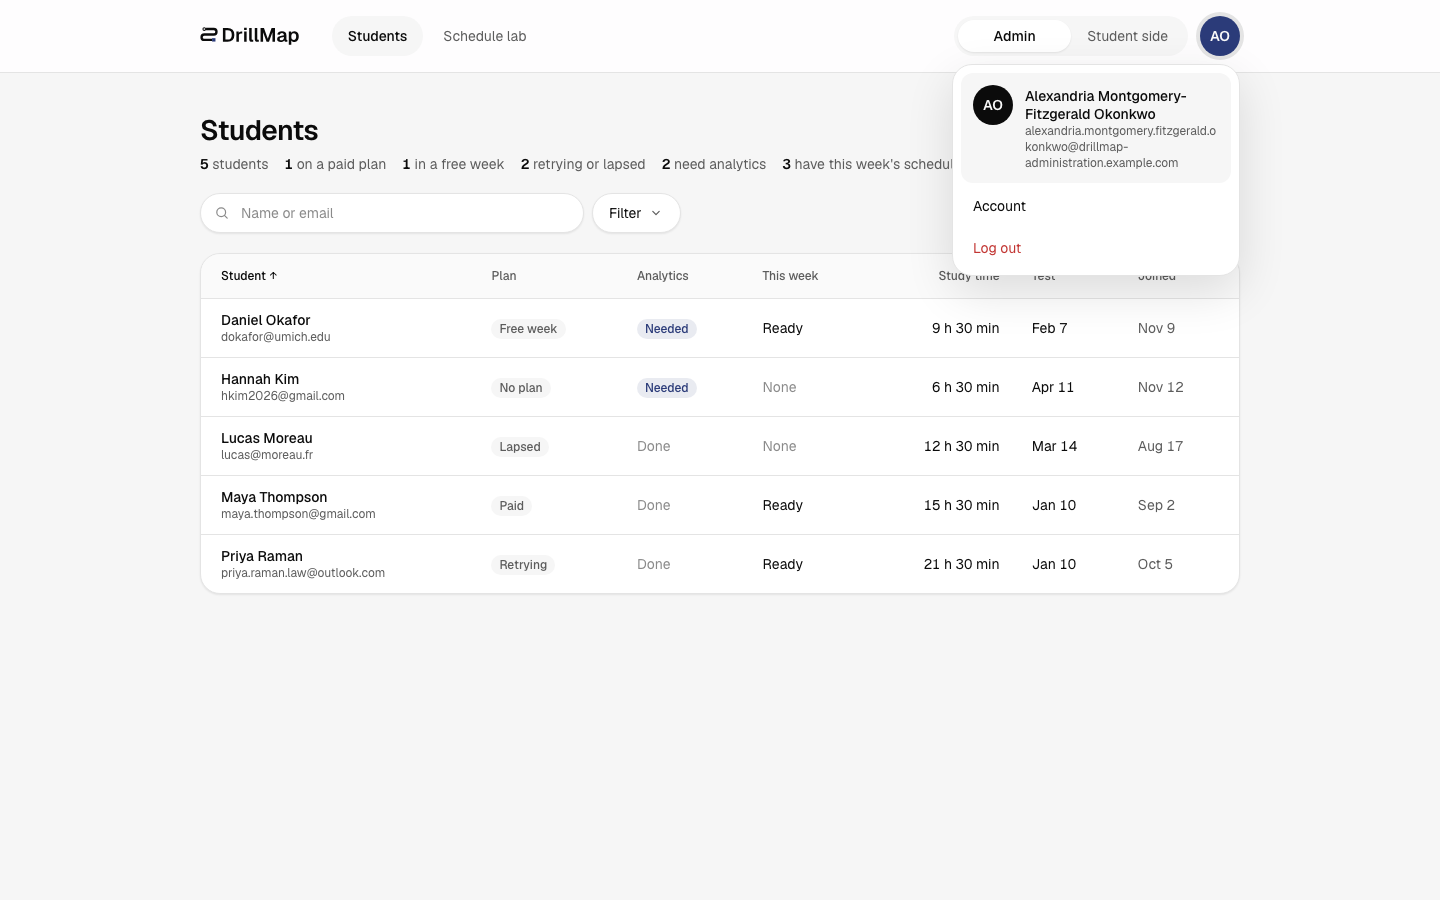 DrillMap Students Schedule lab Admin Student side AO
AO Alexandria Montgomery-
Fitzgerald Okonkwo
alexandria.montgomery.fitzgerald.o
konkwo@drillmap-
administration.example.com
Account
Log out
Students
5 students 1 on a paid plan 1 in a free week 2 retrying or lapsed 2 need analytics 3 have this week's schedul
Name or email Filter
Student ↑ Plan Analytics This week Study time Test Joined
Daniel Okafor
dokafor@umich.edu
Free week Needed Ready 9 h 30 min Feb 7 Nov 9
Hannah Kim
hkim2026@gmail.com
No plan Needed None 6 h 30 min Apr 11 Nov 12
Lucas Moreau
lucas@moreau.fr
Lapsed Done None 12 h 30 min Mar 14 Aug 17
Maya Thompson
maya.thompson@gmail.com
Paid Done Ready 15 h 30 min Jan 10 Sep 2
Priya Raman
priya.raman.law@outlook.com
Retrying Done Ready 21 h 30 min Jan 10 Oct 5